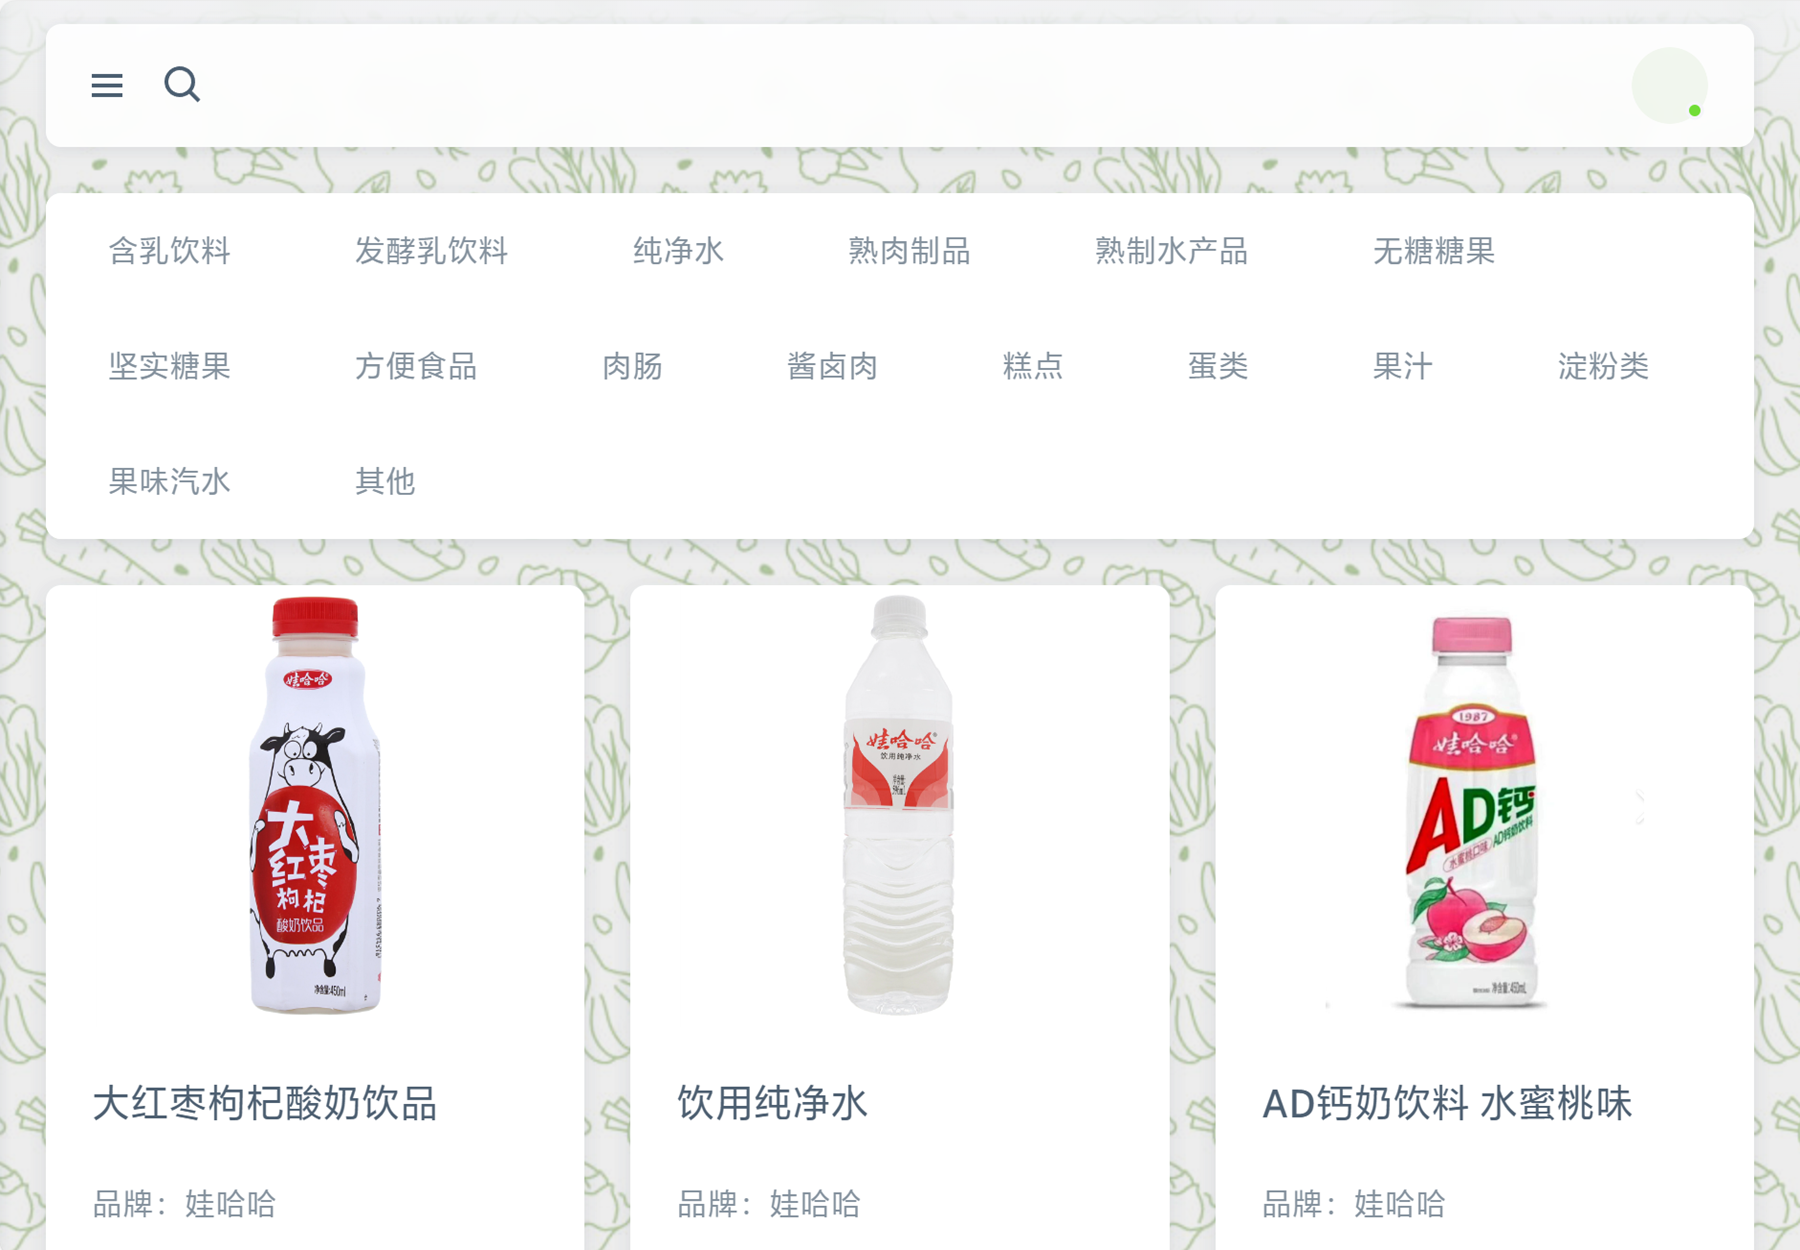 含乳饮料 发酵乳饮料 纯净水 熟肉制品 熟制水产品 无糖糖果
坚实糖果 方便食品 肉肠 酱卤肉 糕点 蛋类 果汁 淀粉类
果味汽水 其他
娃哈哈
大
红枣
枸杞
酸奶饮品
净含量:450ml
娃哈哈®
饮用纯净水
1987
娃哈哈®
AD钙
AD钙奶饮料
水蜜桃口味
净含量:450mL
大红枣枸杞酸奶饮品
饮用纯净水
AD钙奶饮料 水蜜桃味
品牌：娃哈哈
品牌：娃哈哈
品牌：娃哈哈